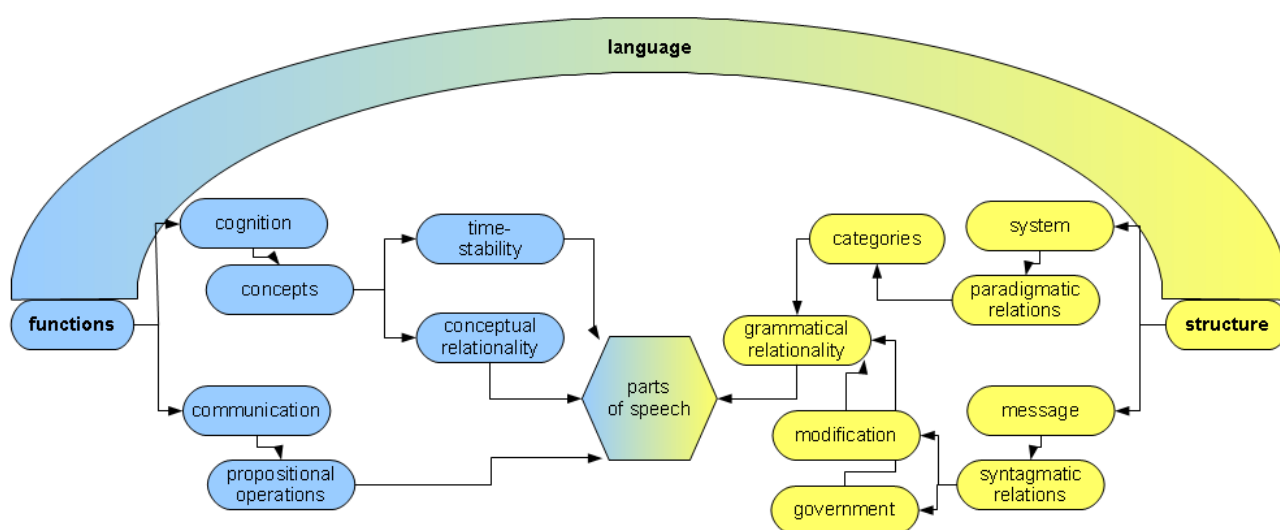 language
cognition
time-
stability
categories
system
concepts
paradigmatic
relations
functions
conceptual
relationality
grammatical
relationality
structure
parts
of speech
communication
message
modification
propositional
operations
syntagmatic
relations
government